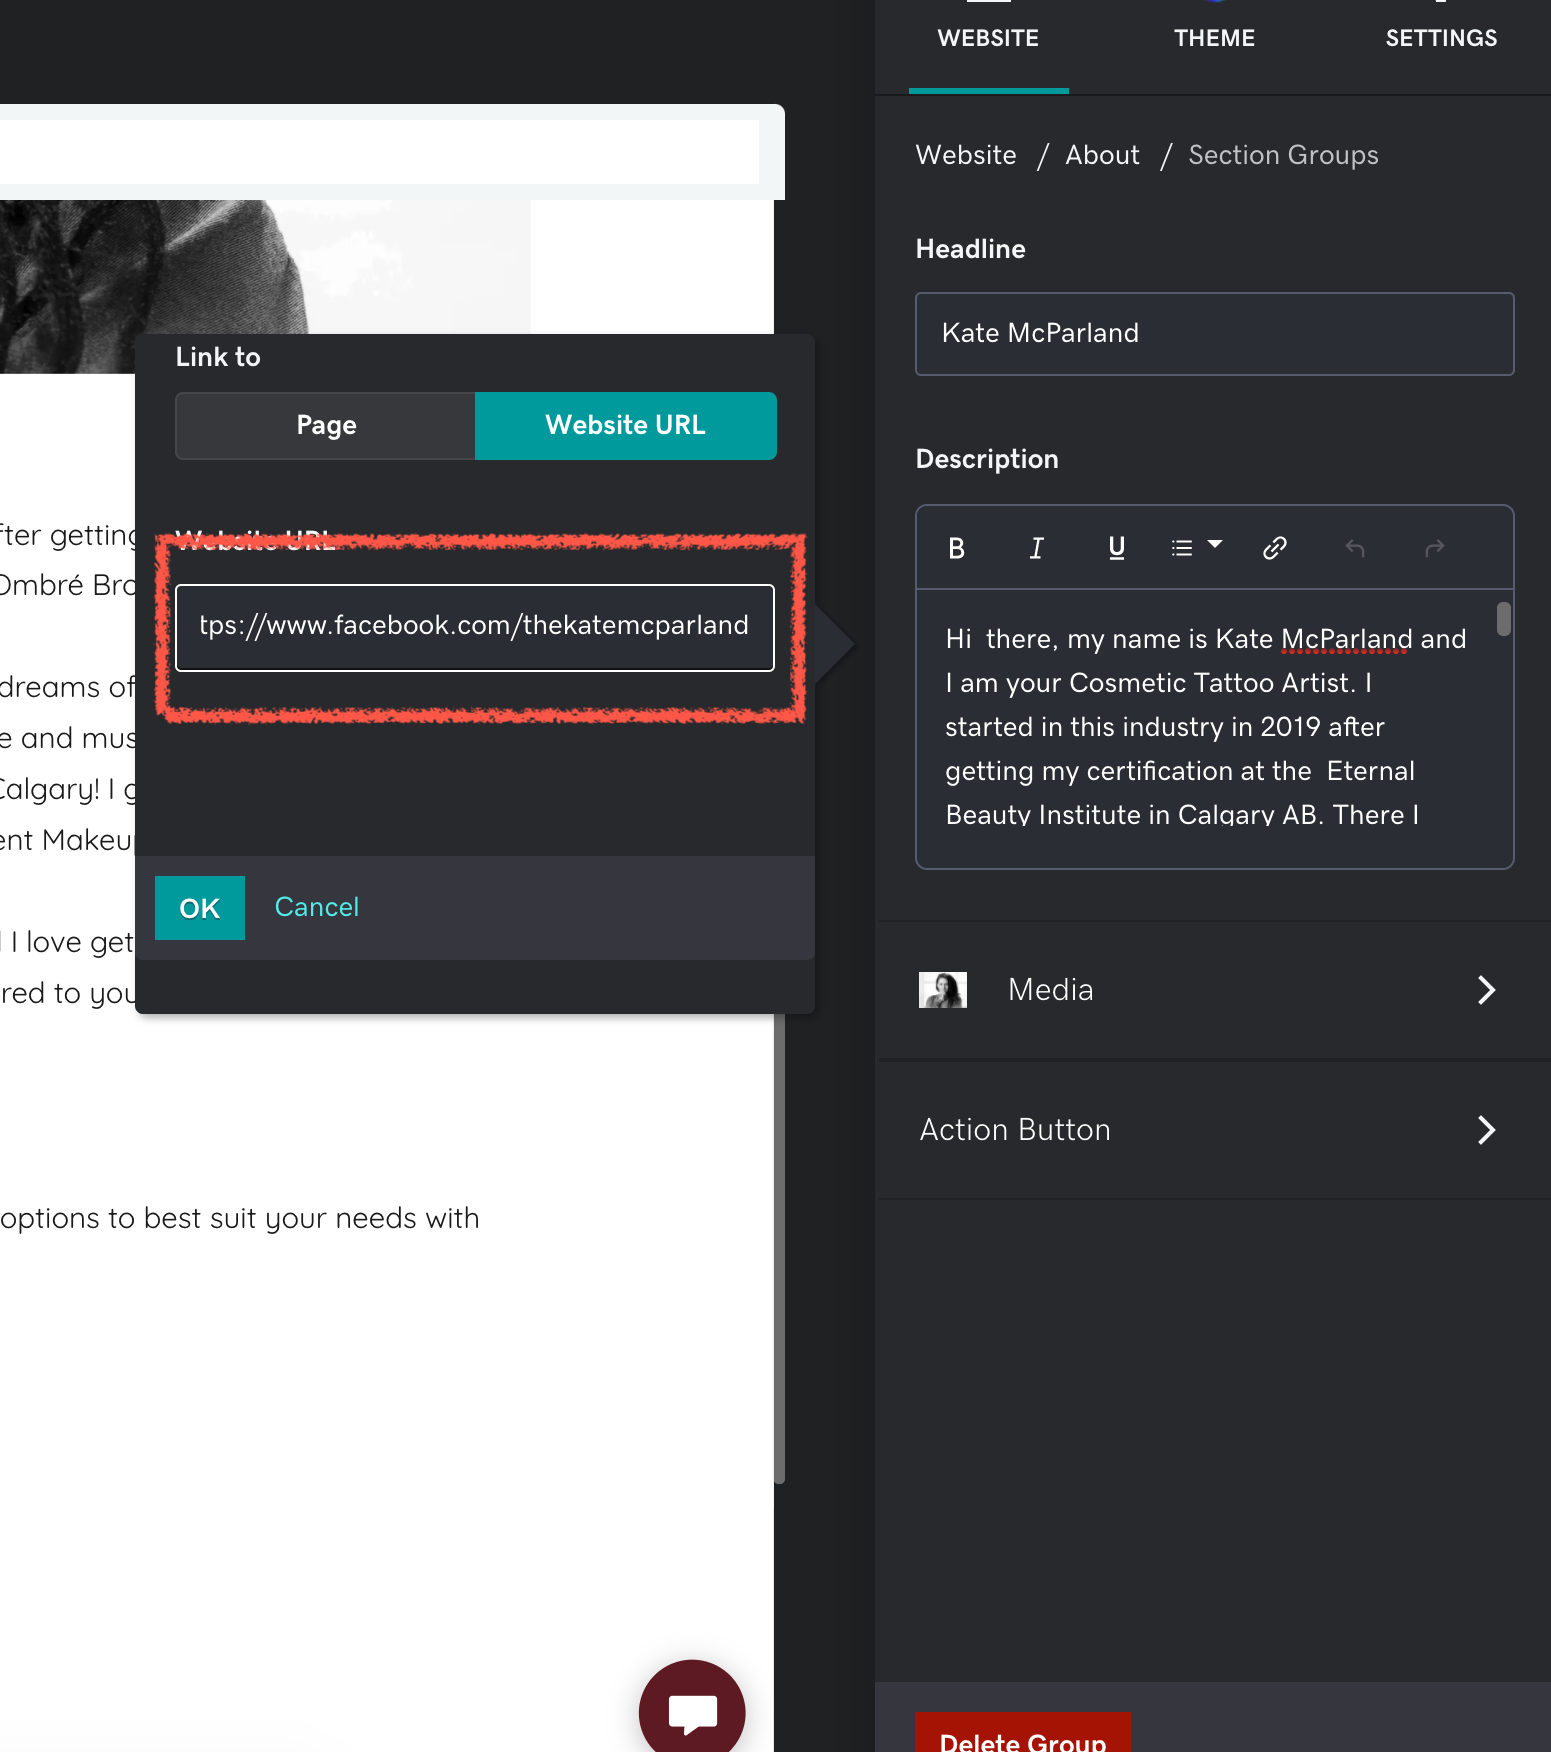 WEBSITE
THEME
SETTINGS
Website / About / Section Groups
Headline
Kate McParland
Description
B I U
Hi there, my name is Kate McParland and
I am your Cosmetic Tattoo Artist. I
started in this industry in 2019 after
getting my certification at the Eternal
Beauty Institute in Calgary AB. There I
Media
Action Button
Delete Group
Link to
Page
Website URL
Website URL
tps://www.facebook.com/thekatemcparland
OK
Cancel
fter getting
Ombré Bro
dreams of
e and mus
Calgary! I g
ent Makeu
I love get
red to you
options to best suit your needs with